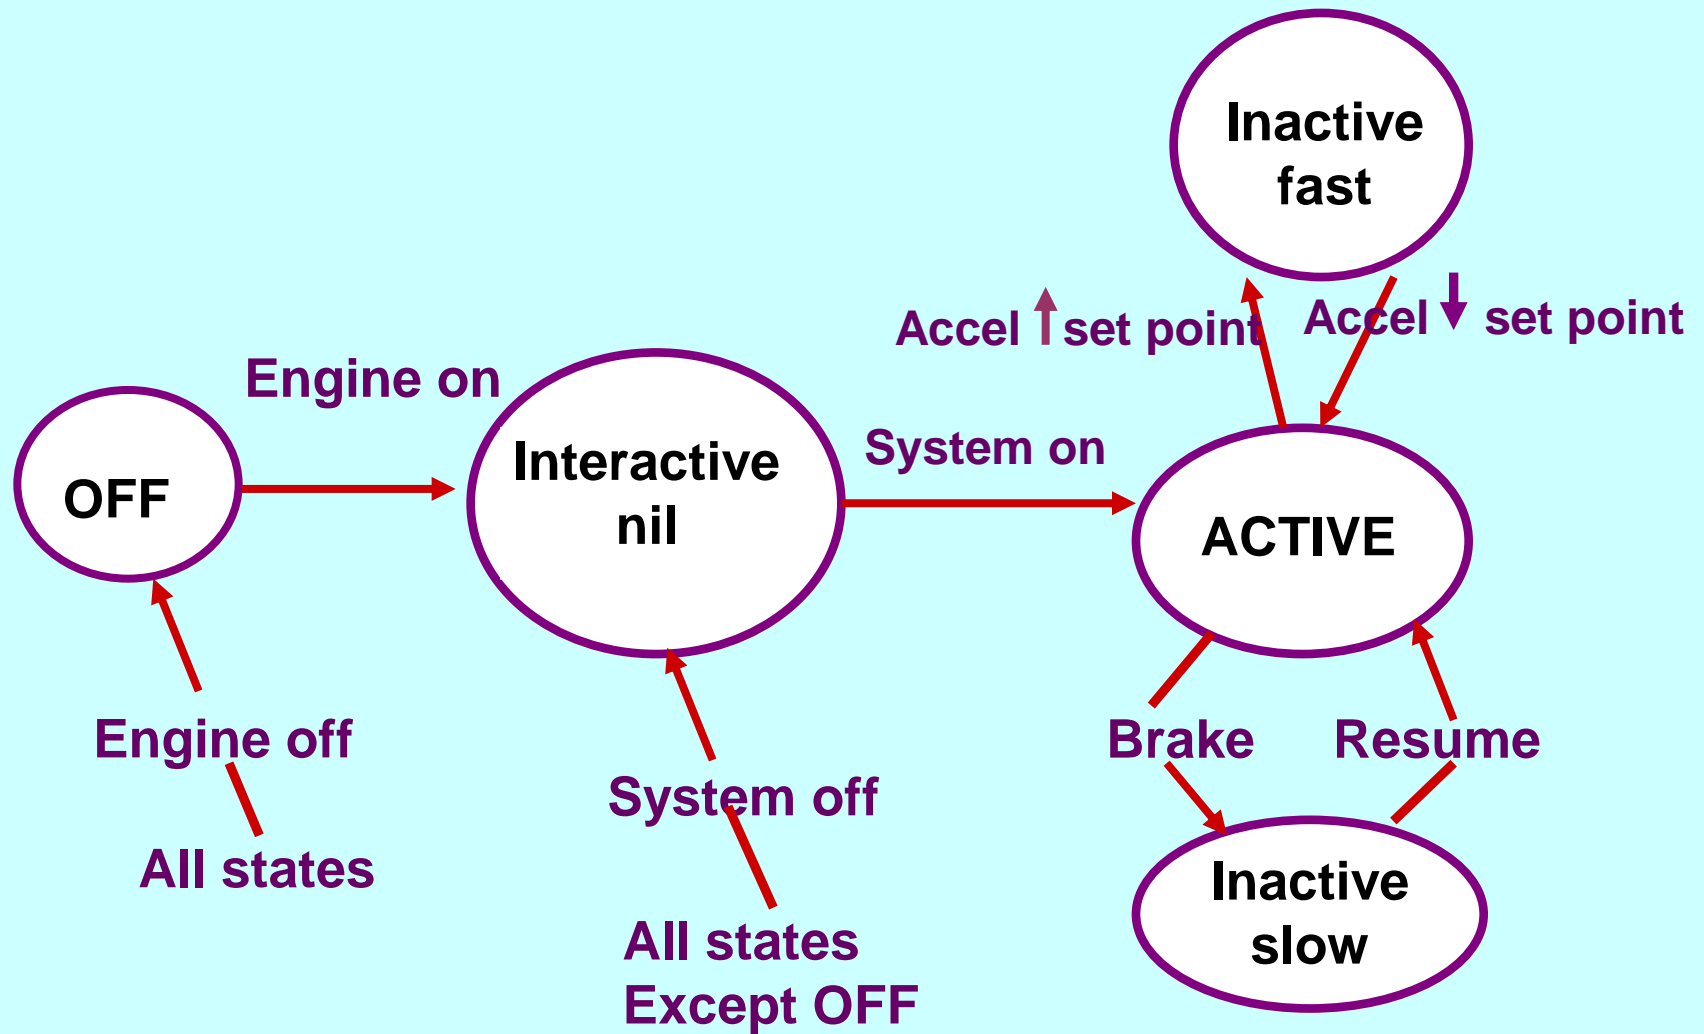 Inactive
fast
Accel set point
Accel set point
Engine on
Interactive
nil
System on
OFF
ACTIVE
Engine off
Brake
Resume
System off
All states
Inactive
slow
All states
Except OFF